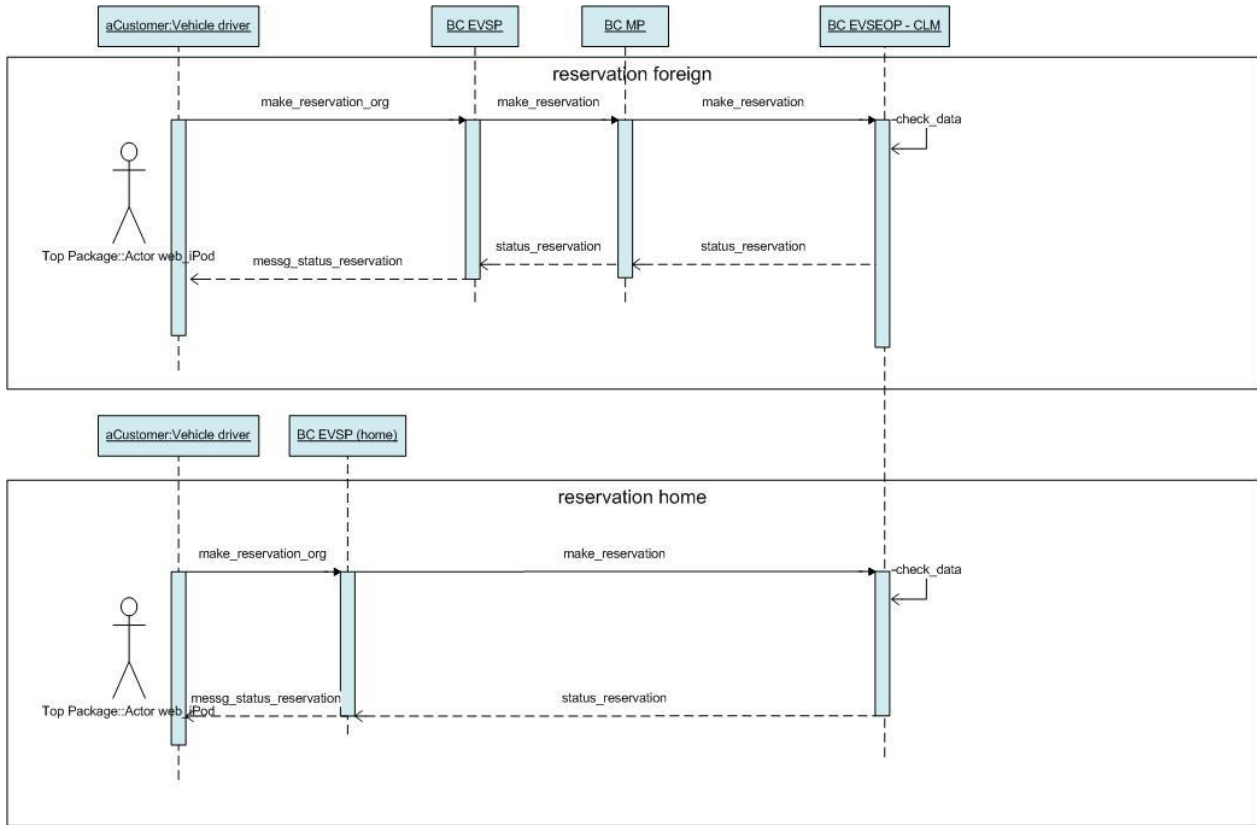 aCustomer:Vehicle driver
BC EVSP
BC MP
BC EVSEOP - CLM
reservation foreign
make_reservation_org
make_reservation
make_reservation
check_data
Top Package::Actor web_iPod
messg_status_reservation
status_reservation
status_reservation
aCustomer:Vehicle driver
BC EVSP (home)
reservation home
make_reservation_org
make_reservation
check_data
Top Package::Actor web_iPod
messg_status_reservation
status_reservation